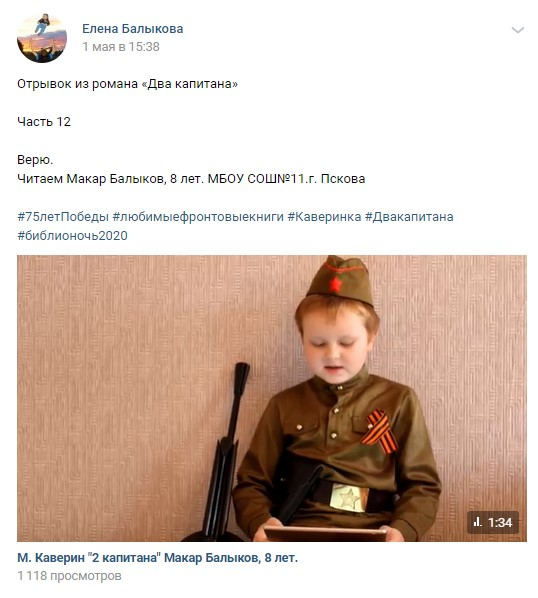 Елена Балыкова
1 мая в 15:38
Отрывок из романа «Два капитана»
Часть 12
Верю.
Читаем Макар Балыков, 8 лет. МБОУ СОШ№11.г. Пскова
#75летПобеды #любимыефронтовыекниги #Каверинка #Двакапитана
#библионочь2020
1:34
М. Каверин "2 капитана" Макар Балыков, 8 лет.
1 118 просмотров